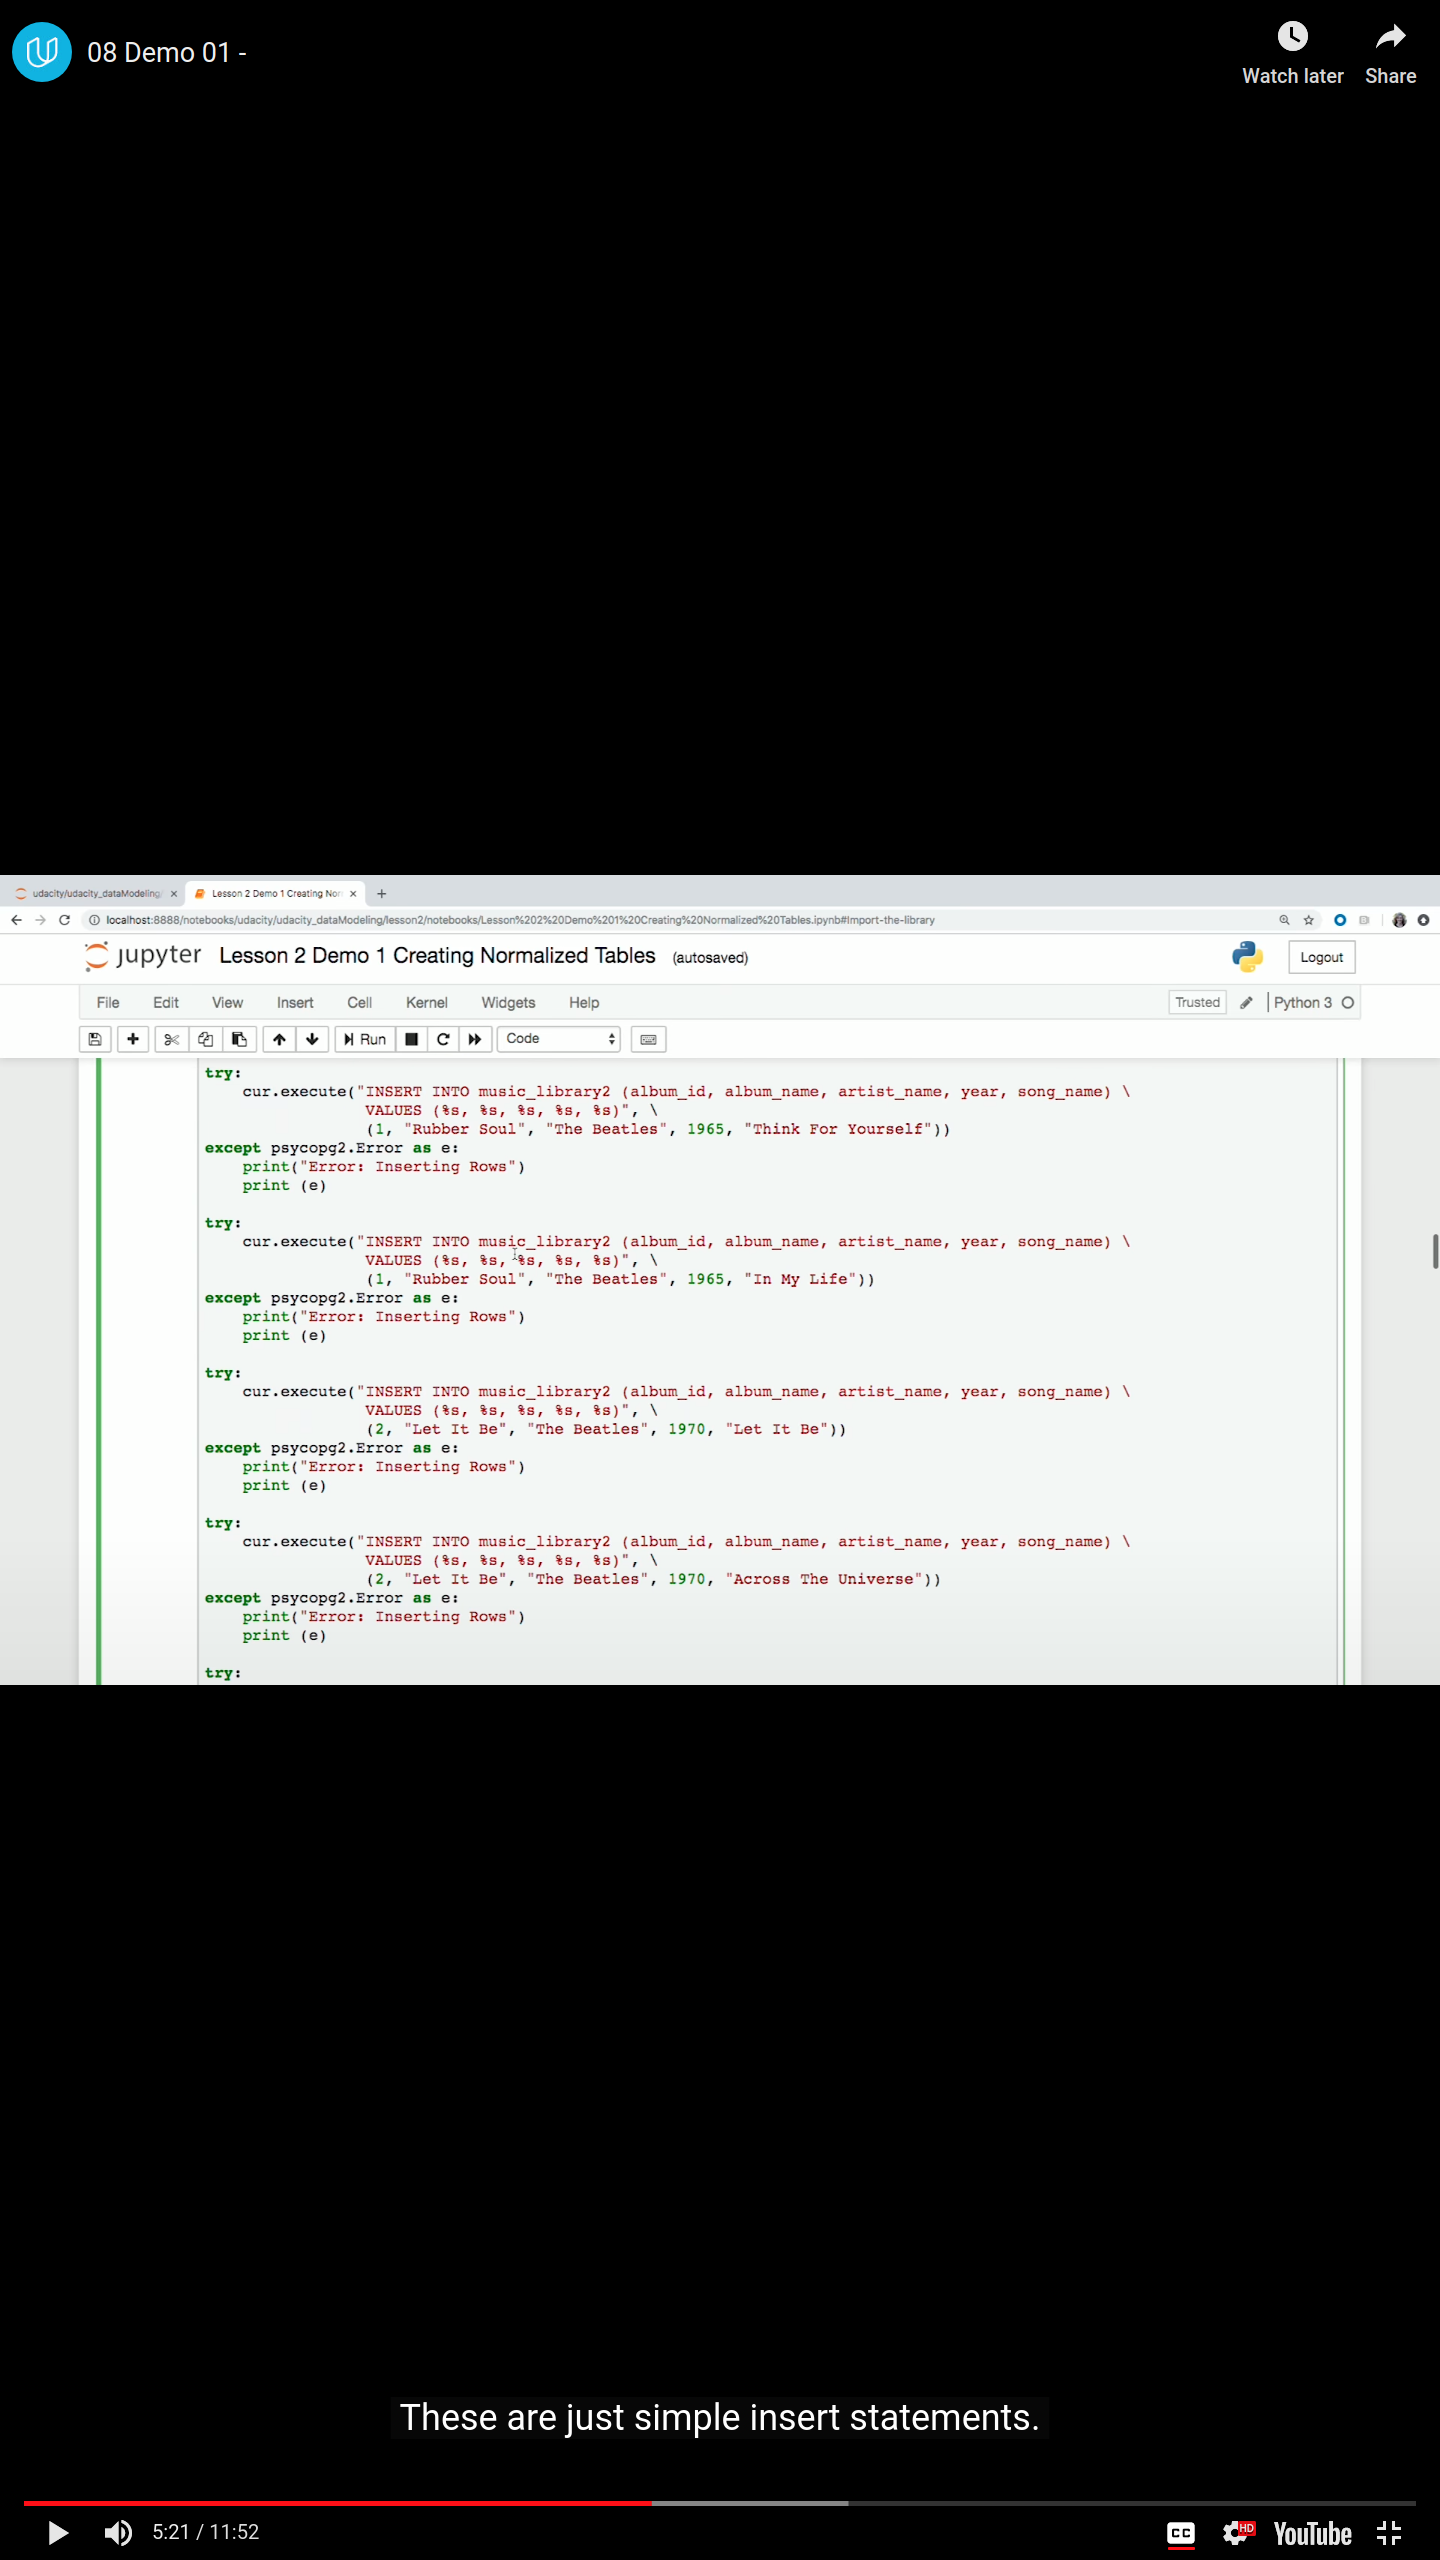 08 Demo 01 -
Watch later
Share
udacity/udacity_dataModeling/
Lesson 2 Demo 1 Creating Nor
localhost:8888/notebooks/udacity/udacity_dataModeling/lesson2/notebooks/Lesson%202%20Demo%201%20Creating%20Normalized%20Tables.ipynb#Import-the-library
jupyter Lesson 2 Demo 1 Creating Normalized Tables (autosaved)
Logout
File Edit View Insert Cell Kernel Widgets Help
Trusted
Python 3
Run
Code
try:
    cur.execute("INSERT INTO music_library2 (album_id, album_name, artist_name, year, song_name) \
                 VALUES (%s, %s, %s, %s, %s)", \
                 (1, "Rubber Soul", "The Beatles", 1965, "Think For Yourself"))
except psycopg2.Error as e:
    print("Error: Inserting Rows")
    print (e)
try:
    cur.execute("INSERT INTO music_library2 (album_id, album_name, artist_name, year, song_name) \
                 VALUES (%s, %s, %s, %s, %s)", \
                 (1, "Rubber Soul", "The Beatles", 1965, "In My Life"))
except psycopg2.Error as e:
    print("Error: Inserting Rows")
    print (e)
try:
    cur.execute("INSERT INTO music_library2 (album_id, album_name, artist_name, year, song_name) \
                 VALUES (%s, %s, %s, %s, %s)", \
                 (2, "Let It Be", "The Beatles", 1970, "Let It Be"))
except psycopg2.Error as e:
    print("Error: Inserting Rows")
    print (e)
try:
    cur.execute("INSERT INTO music_library2 (album_id, album_name, artist_name, year, song_name) \
                 VALUES (%s, %s, %s, %s, %s)", \
                 (2, "Let It Be", "The Beatles", 1970, "Across The Universe"))
except psycopg2.Error as e:
    print("Error: Inserting Rows")
    print (e)
try:
These are just simple insert statements.
5:21 / 11:52
CC
HD
YouTube